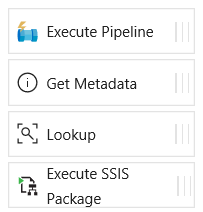 Execute Pipeline
Get Metadata
Lookup
Execute SSIS
Package